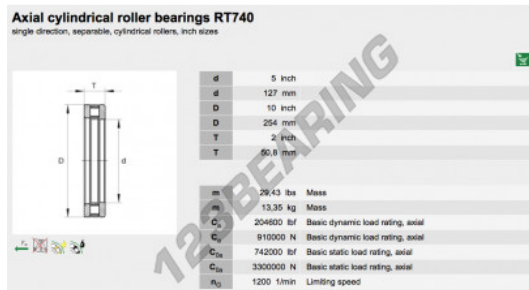 Axial cylindrical roller bearings RT740
single direction, separable, cylindrical rollers, inch sizes
T
D
d
d 5 inch
d 127 mm
D 10 inch
D 254 mm
T 2 inch
T 50,8 mm
m 29,43 lbs Mass
m 13,35 kg Mass
Ca 204600 lbf Basic dynamic load rating, axial
Ca 910000 N Basic dynamic load rating, axial
C0a 742000 lbf Basic static load rating, axial
C0a 3300000 N Basic static load rating, axial
nG 1200 1/min Limiting speed
123BEARING